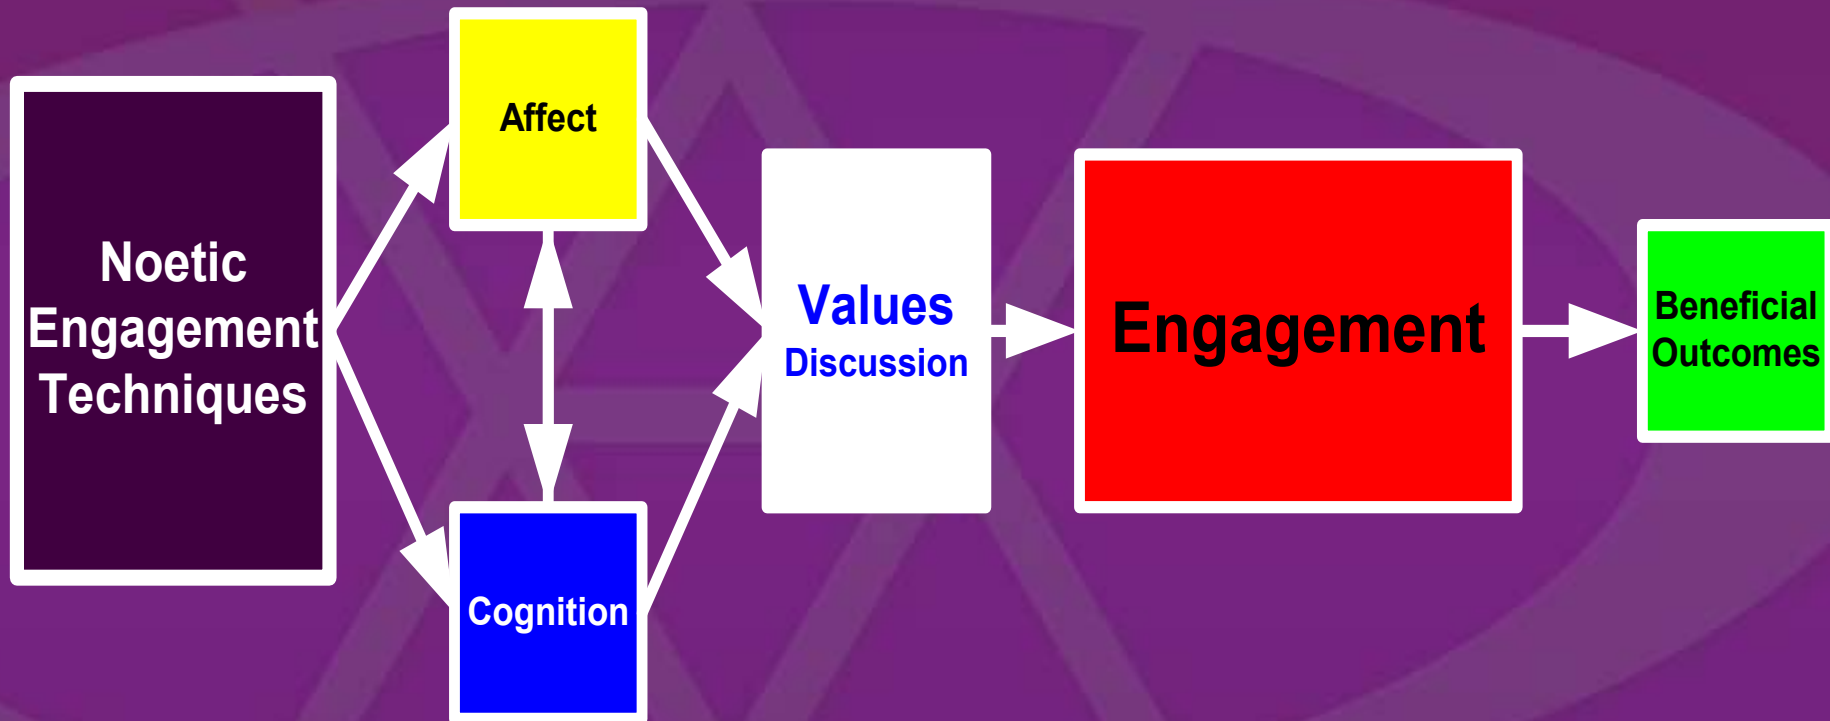 Noetic
Engagement
Techniques
Affect
Cognition
Values
Discussion
Engagement
Beneficial
Outcomes